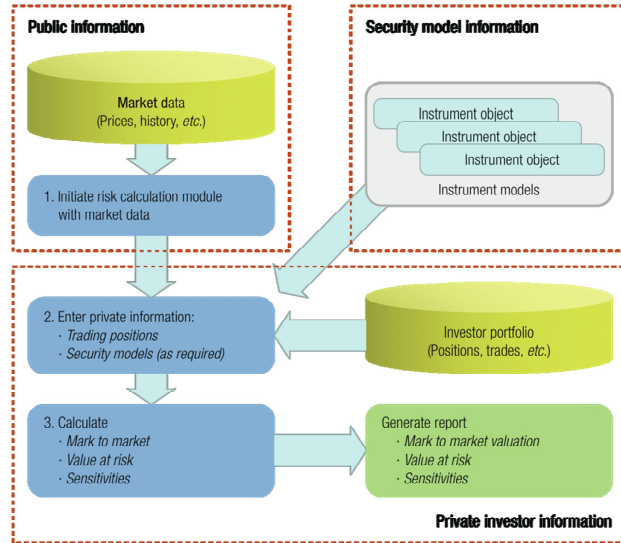 Public information
Market data
(Prices, history, etc.)
1. Initiate risk calculation module
with market data
Security model information
Instrument object
Instrument object
Instrument object
Instrument models
2. Enter private information:
· Trading positions
· Security models (as required)
Investor portfolio
(Positions, trades, etc.)
3. Calculate
· Mark to market
· Value at risk
· Sensitivities
Generate report
· Mark to market valuation
· Value at risk
· Sensitivities
Private investor information